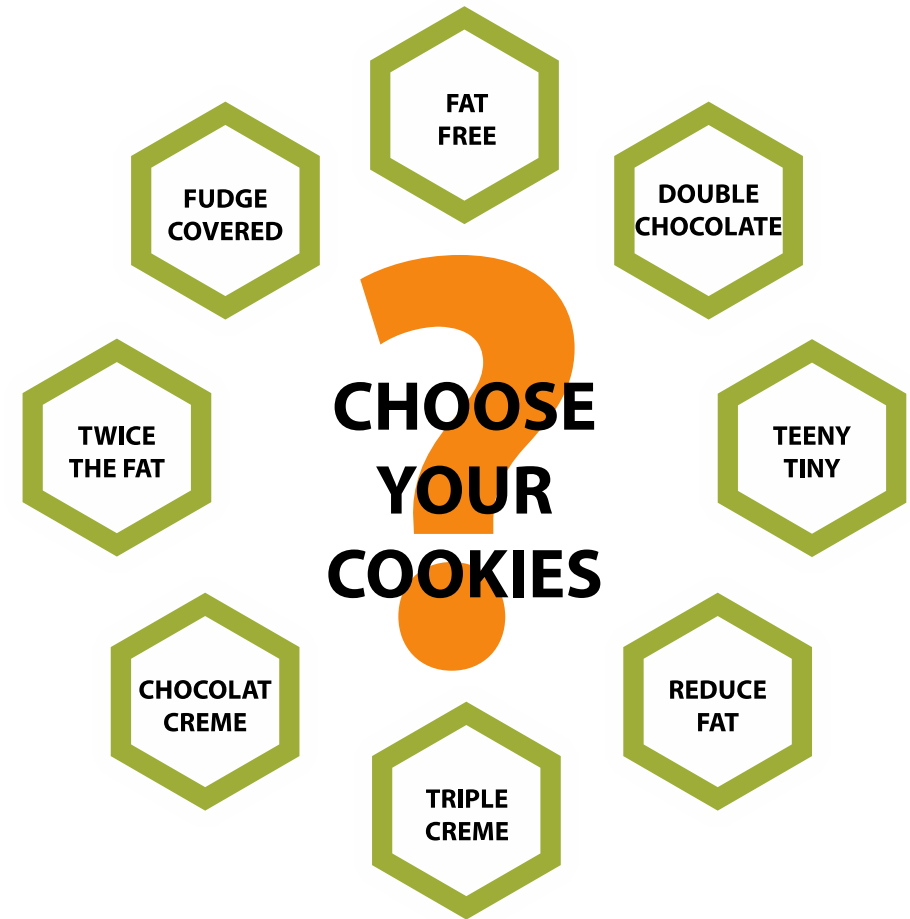 FAT
FREE
DOUBLE
CHOCOLATE
TEENY
TINY
REDUCE
FAT
TRIPLE
CREME
CHOCOLAT
CREME
TWICE
THE FAT
FUDGE
COVERED
CHOOSE
YOUR
COOKIES
?